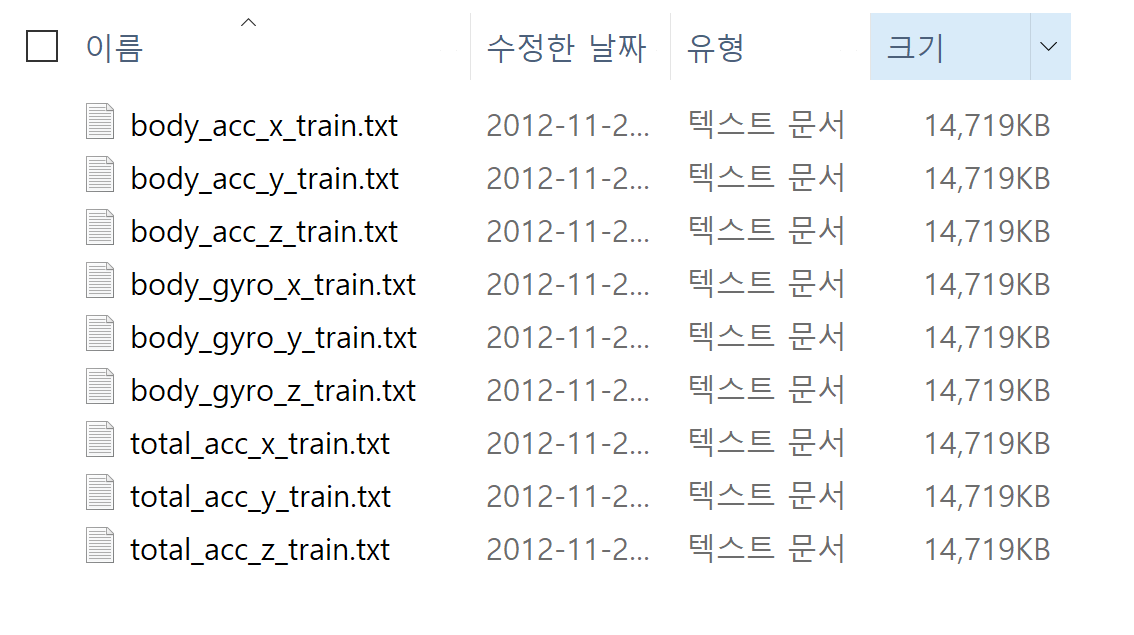 이름 수정한 날짜 유형 크기
body_acc_x_train.txt 2012-11-2... 텍스트 문서 14,719KB
body_acc_y_train.txt 2012-11-2... 텍스트 문서 14,719KB
body_acc_z_train.txt 2012-11-2... 텍스트 문서 14,719KB
body_gyro_x_train.txt 2012-11-2... 텍스트 문서 14,719KB
body_gyro_y_train.txt 2012-11-2... 텍스트 문서 14,719KB
body_gyro_z_train.txt 2012-11-2... 텍스트 문서 14,719KB
total_acc_x_train.txt 2012-11-2... 텍스트 문서 14,719KB
total_acc_y_train.txt 2012-11-2... 텍스트 문서 14,719KB
total_acc_z_train.txt 2012-11-2... 텍스트 문서 14,719KB